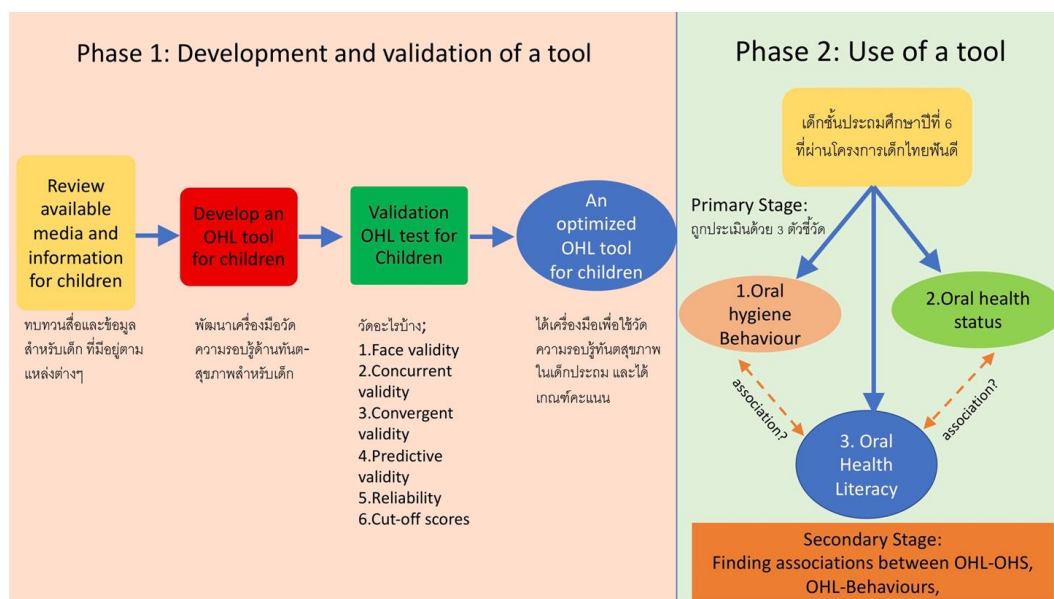 Phase 1: Development and validation of a tool
Review
available
media and
information
for children
Develop an
OHL tool
for children
Validation
OHL test for
Children
An
optimized
OHL tool
for children
ทบทวนสื่อและข้อมูล
สำหรับเด็ก ที่มีอยู่ตาม
แหล่งต่างๆ
พัฒนาเครื่องมือวัด
ความรอบรู้ด้านทันต-
สุขภาพสำหรับเด็ก
วัดอะไรบ้าง;
1.Face validity
2.Concurrent
validity
3.Convergent
validity
4.Predictive
validity
5.Reliability
6.Cut-off scores
ได้เครื่องมือเพื่อใช้วัด
ความรอบรู้ทันตสุขภาพ
ในเด็กประถม และได้
เกณฑ์คะแนน
Phase 2: Use of a tool
เด็กชั้นประถมศึกษาปีที่ 6
ที่ผ่านโครงการเด็กไทยฟันดี
Primary Stage:
ถูกประเมินด้วย 3 ตัวชี้วัด
1.Oral
hygiene
Behaviour
2.Oral health
status
association?
association?
3. Oral
Health
Literacy
Secondary Stage:
Finding associations between OHL-OHS,
OHL-Behaviours,